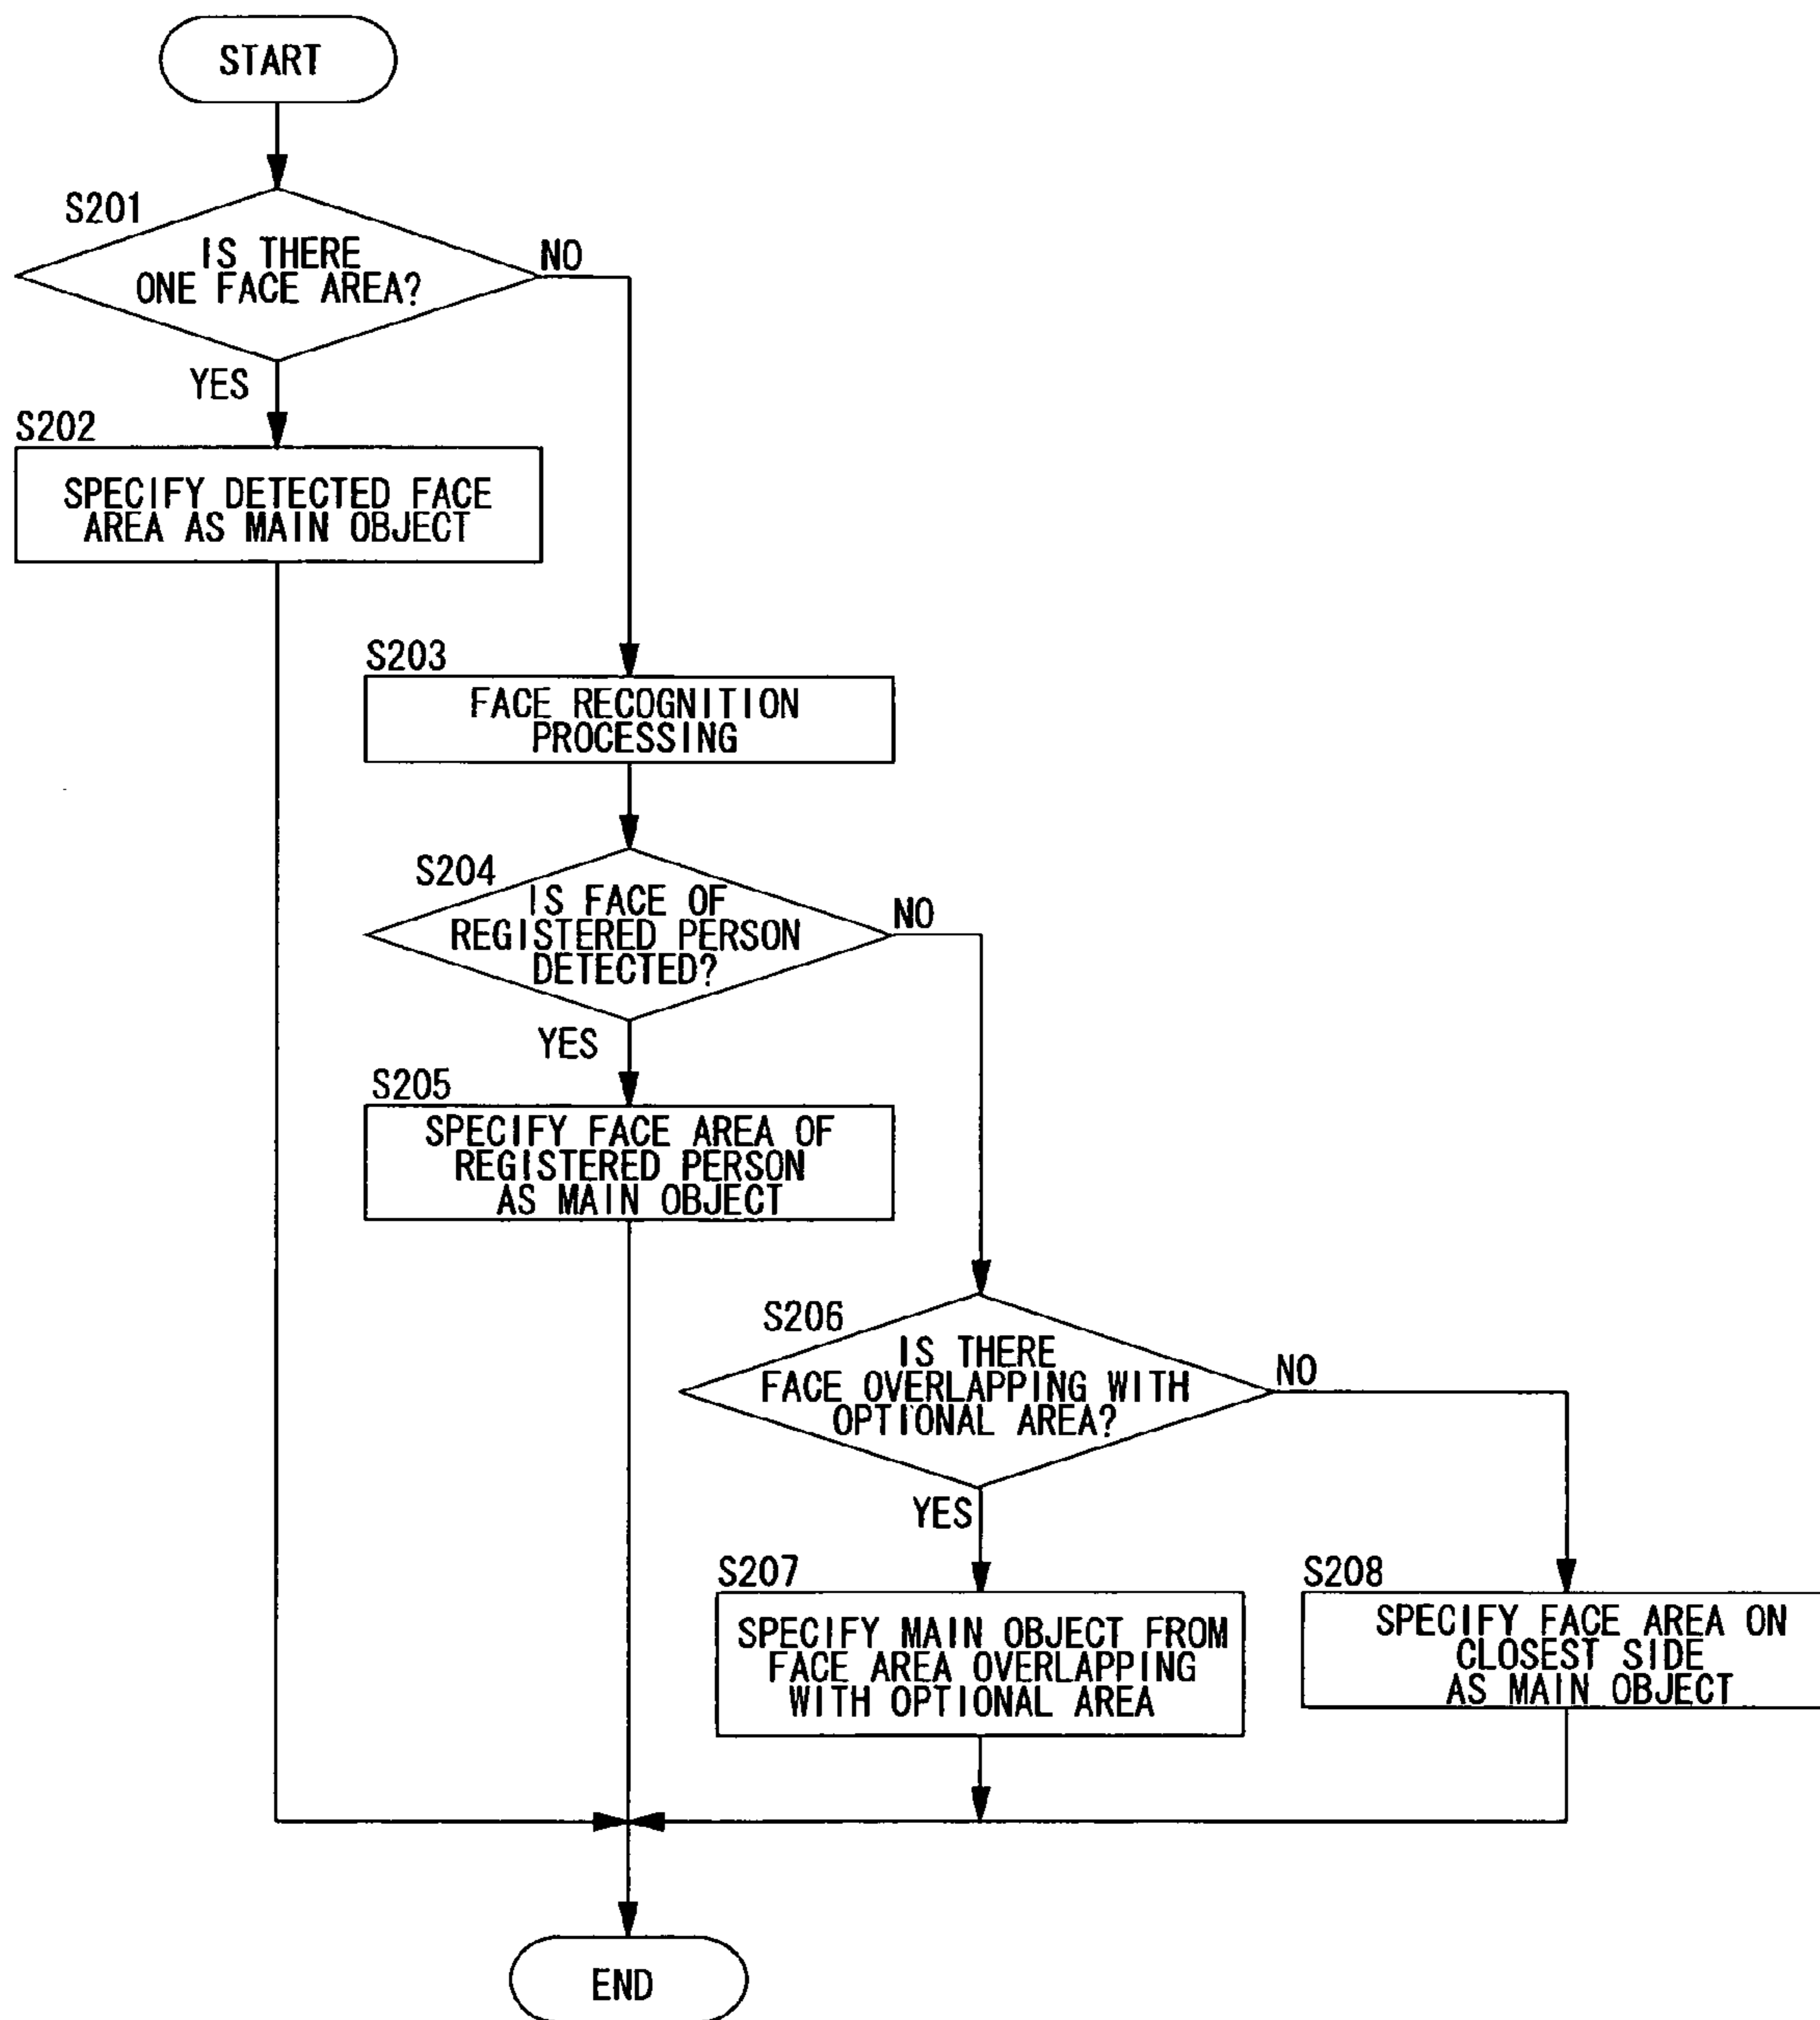 START
S201
IS THERE
ONE FACE AREA?
NO
YES
S202
SPECIFY DETECTED FACE
AREA AS MAIN OBJECT
S203
FACE RECOGNITION
PROCESSING
S204
IS FACE OF
REGISTERED PERSON
DETECTED?
NO
YES
S205
SPECIFY FACE AREA OF
REGISTERED PERSON
AS MAIN OBJECT
S206
IS THERE
FACE OVERLAPPING WITH
OPTIONAL AREA?
NO
YES
S207
SPECIFY MAIN OBJECT FROM
FACE AREA OVERLAPPING
WITH OPTIONAL AREA
S208
SPECIFY FACE AREA ON
CLOSEST SIDE
AS MAIN OBJECT
END